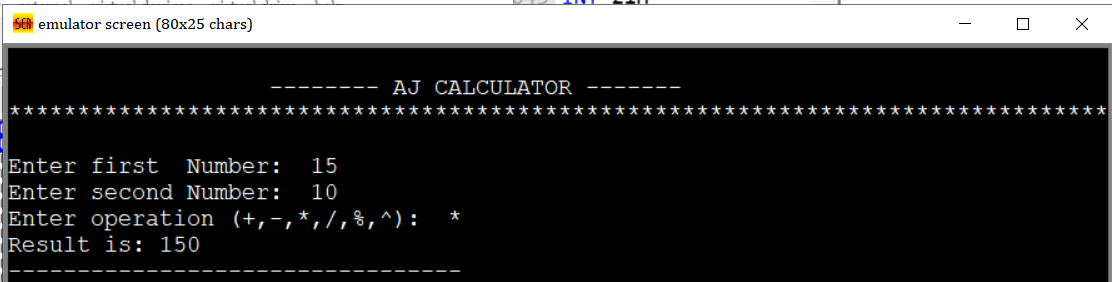 emulator screen (80x25 chars)
-------- AJ CALCULATOR -------
********************************************************************************
Enter first  Number:  15
Enter second Number:  10
Enter operation (+,-,*,/,%,^):  *
Result is: 150
---------------------------------